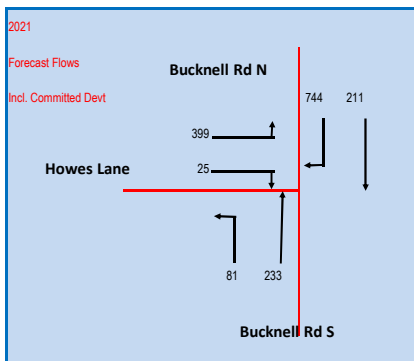 2021
Forecast Flows
Bucknell Rd N
Incl. Committed Devt
744 211
399
Howes Lane
25
81 233
Bucknell Rd S